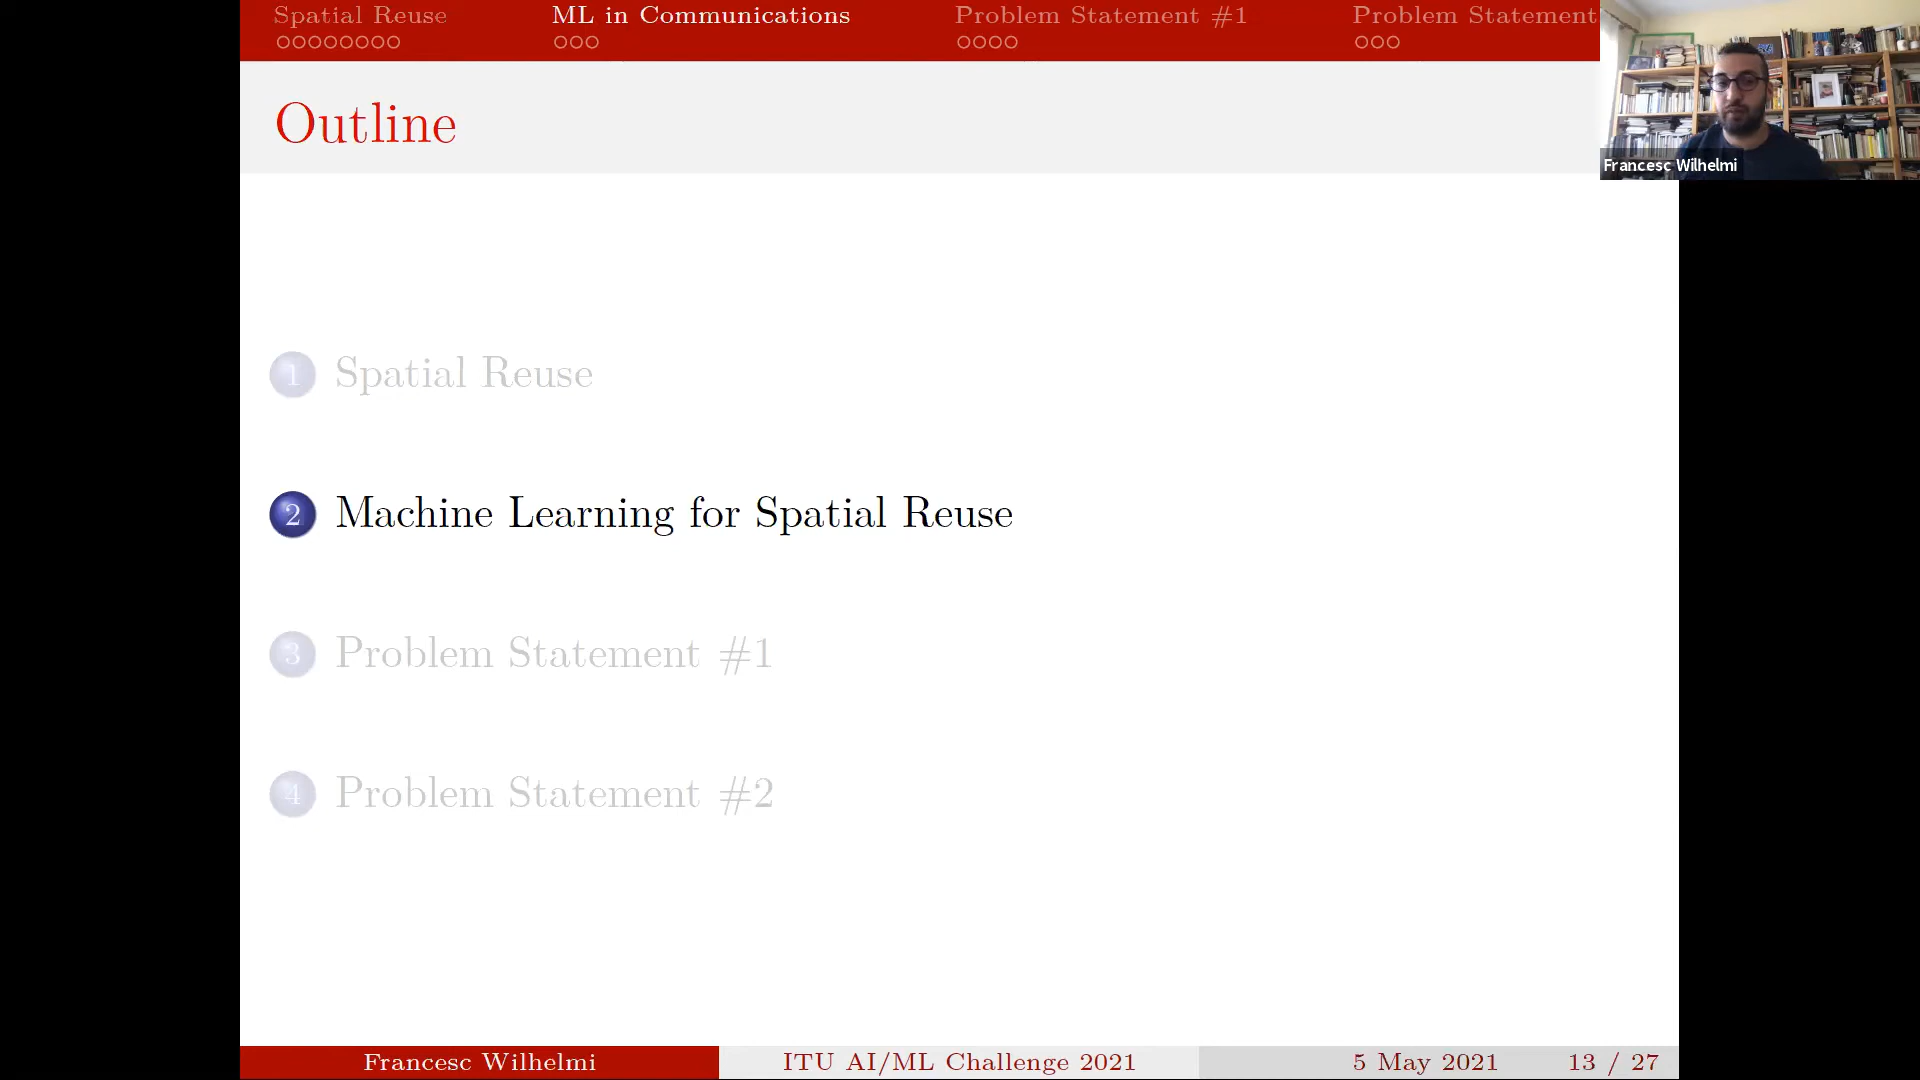 Spatial Reuse ML in Communications Problem Statement #1 Problem Statement
Outline
Francesc Wilhelmi
1 Spatial Reuse
2 Machine Learning for Spatial Reuse
3 Problem Statement #1
4 Problem Statement #2
Francesc Wilhelmi ITU AI/ML Challenge 2021 5 May 2021 13 / 27